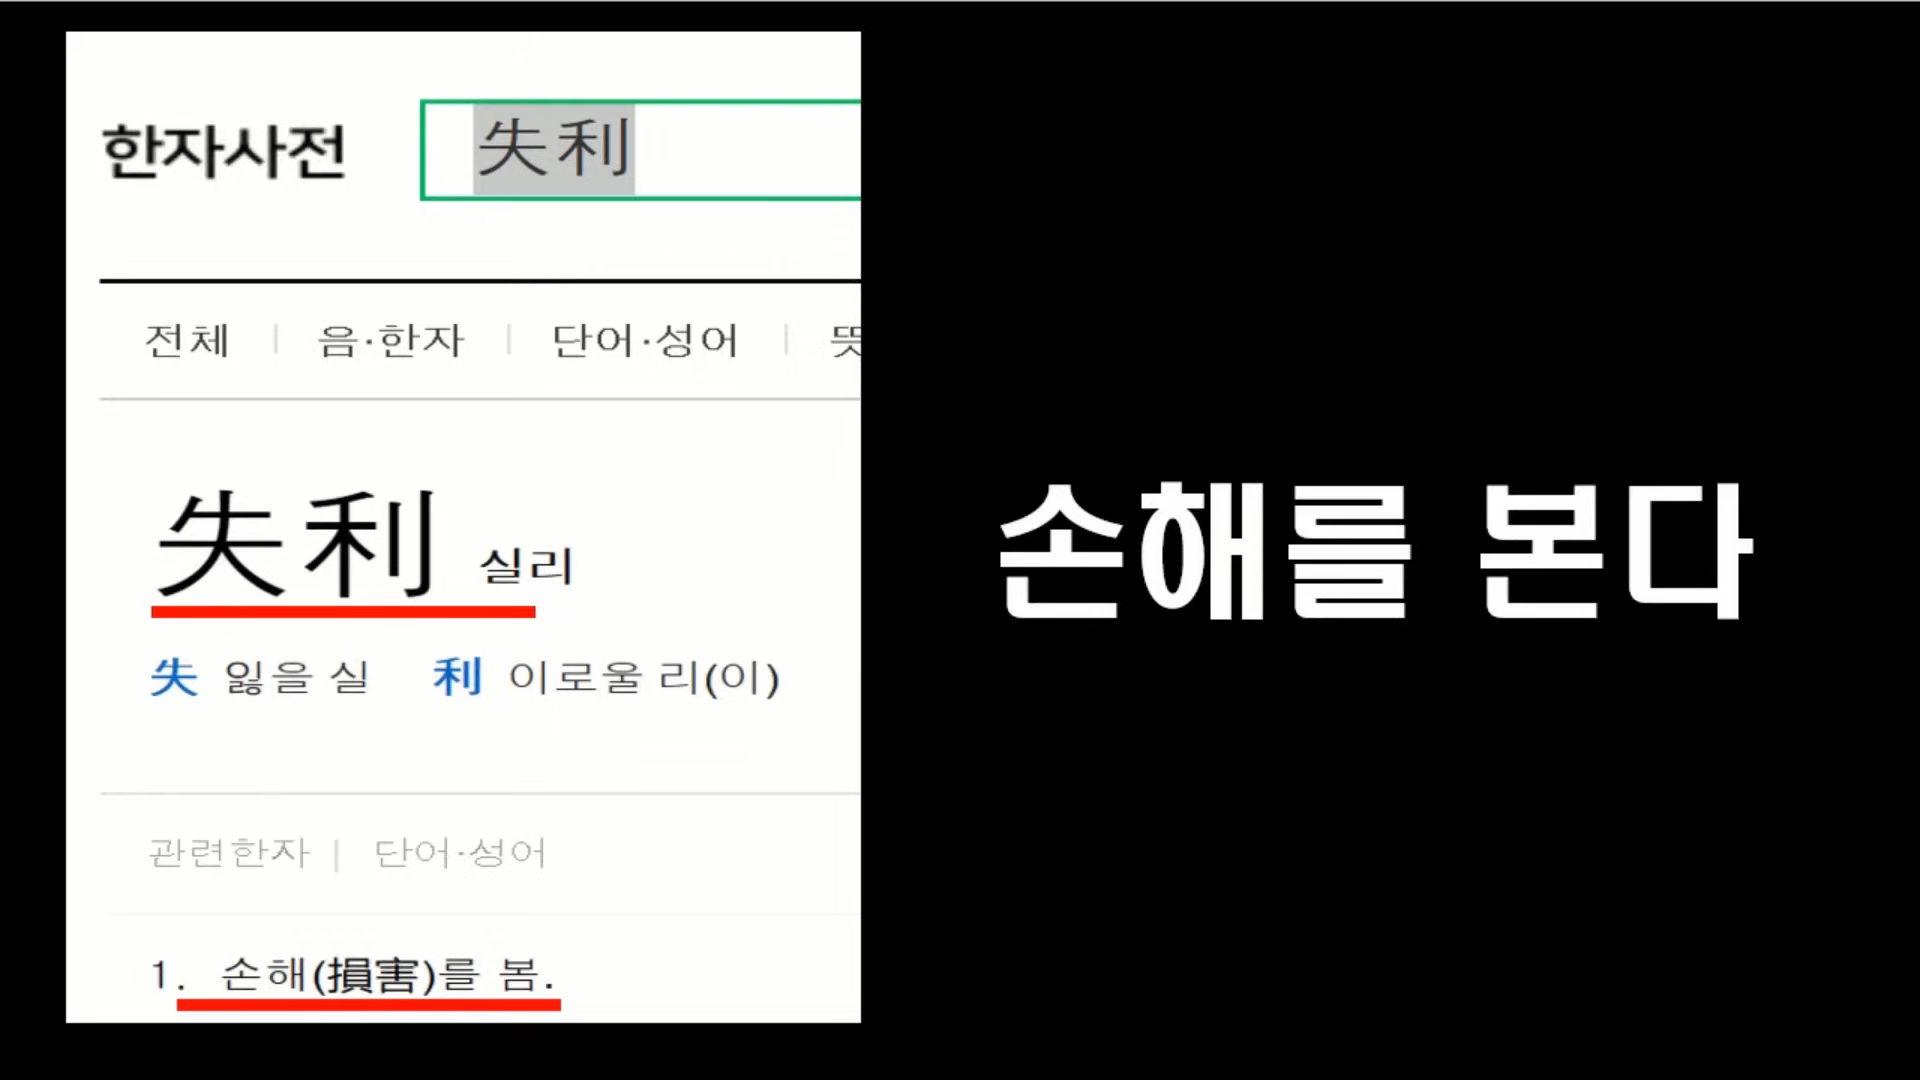 한자사전 失利
전체 | 음·한자 | 단어·성어 |
失利 실리
失 잃을 실 利 이로울 리(이)
관련한자 | 단어·성어
1. 손해(損害)를 봄.
손해를 본다